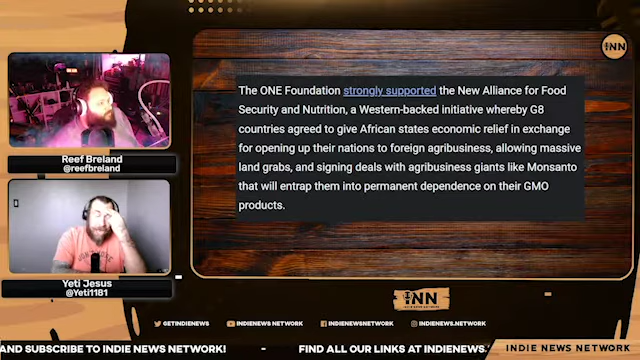 INN
The ONE Foundation strongly supported the New Alliance for Food
Security and Nutrition, a Western-backed initiative whereby G8
countries agreed to give African states economic relief in exchange
for opening up their nations to foreign agribusiness, allowing massive
land grabs, and signing deals with agribusiness giants like Monsanto
that will entrap them into permanent dependence on their GMO
products.
Reef Breland
@reefbreland
Yeti Jesus
@Yeti1181
INN
GETINDIENEWS
INDIENEWS NETWORK
INDIENEWSNETWORK
INDIENEWS.NETWORK
AND SUBSCRIBE TO INDIE NEWS NETWORK! - FIND ALL OUR LINKS AT INDIENEWS.
INDIE NEWS NETWORK